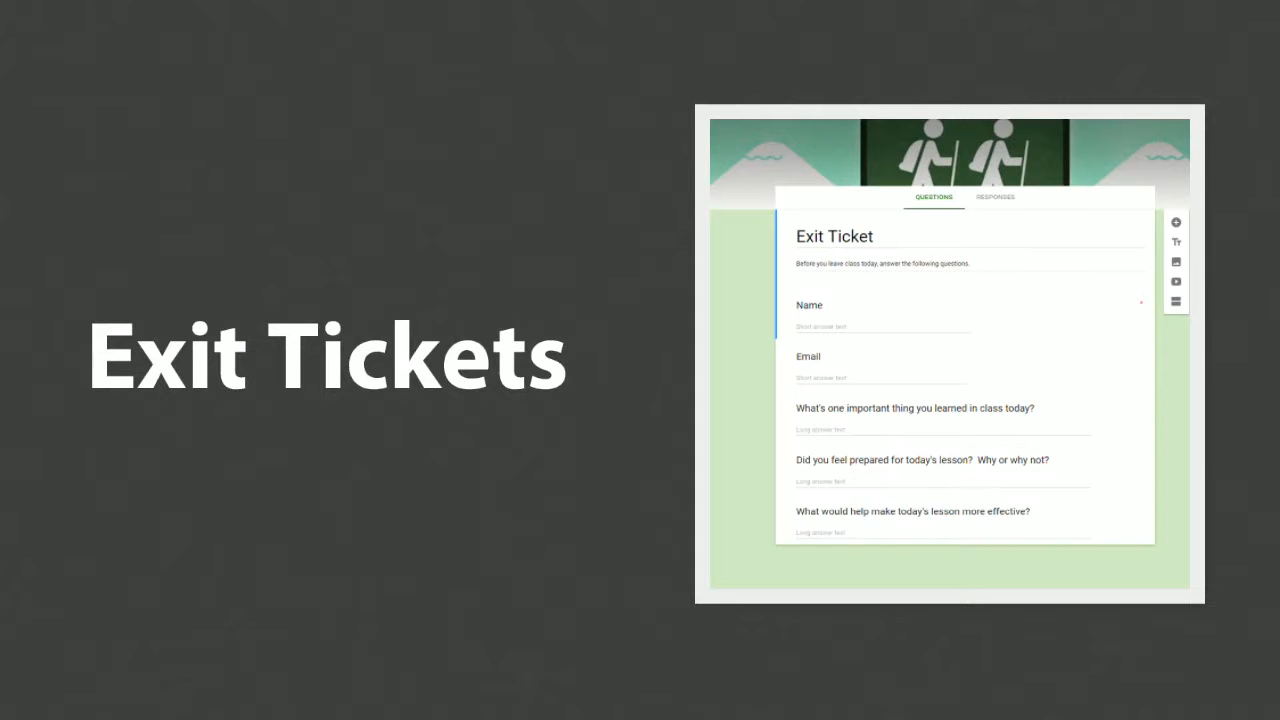 Exit Tickets
QUESTIONS RESPONSES
Exit Ticket
Before you leave class today, answer the following questions.
Name *
Short answer text
Email
Short answer text
What's one important thing you learned in class today?
Long answer text
Did you feel prepared for today's lesson? Why or why not?
Long answer text
What would help make today's lesson more effective?
Long answer text